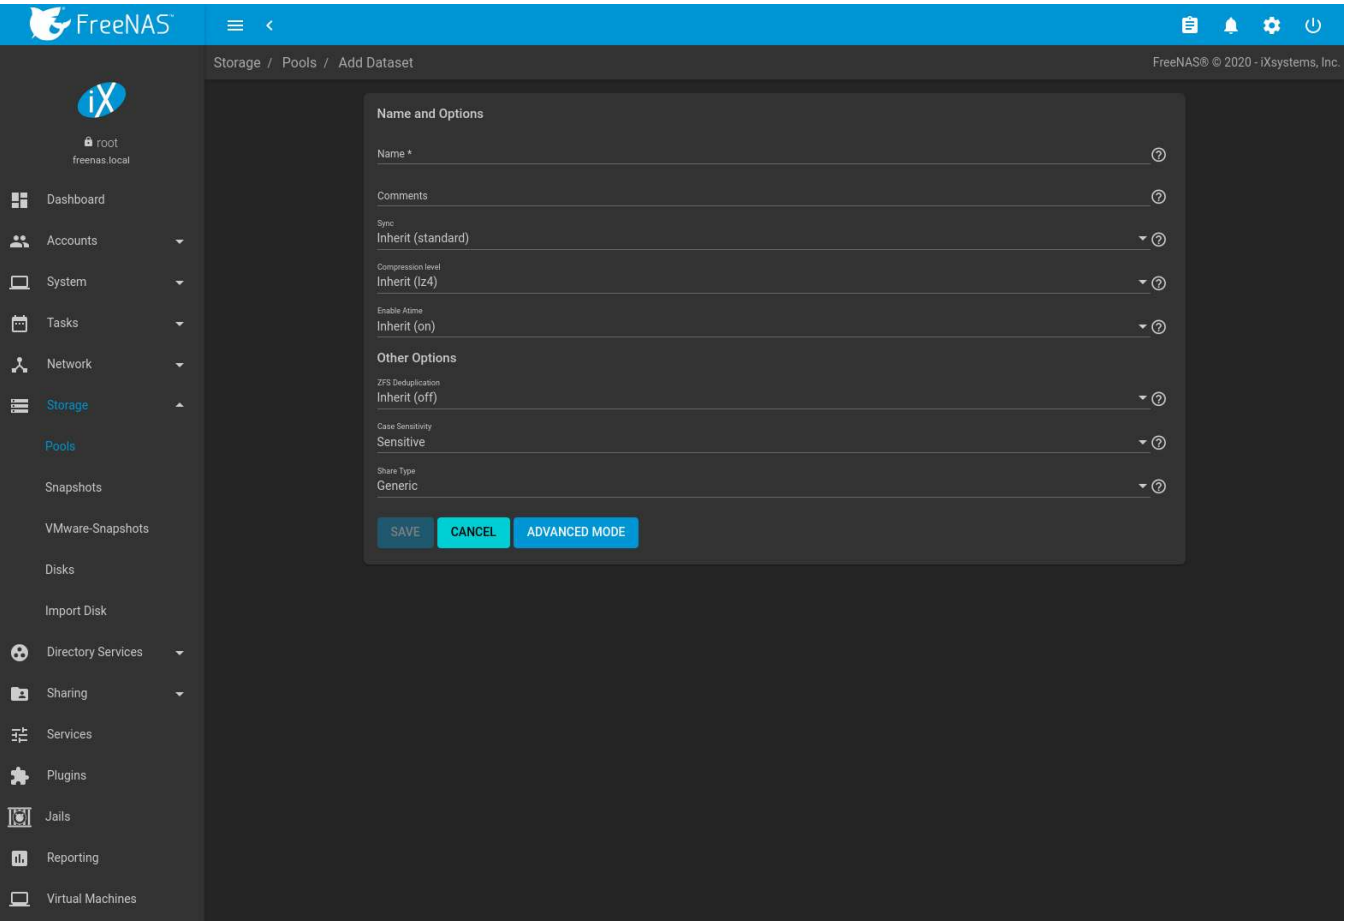 FreeNAS™
Storage / Pools / Add Dataset
FreeNAS® © 2020 - iXsystems, Inc.
iX
root
freenas.local
Dashboard
Accounts
System
Tasks
Network
Storage
Pools
Snapshots
VMware-Snapshots
Disks
Import Disk
Directory Services
Sharing
Services
Plugins
Jails
Reporting
Virtual Machines
Name and Options
Name *
Comments
Sync
Inherit (standard)
Compression level
Inherit (lz4)
Enable Atime
Inherit (on)
Other Options
ZFS Deduplication
Inherit (off)
Case Sensitivity
Sensitive
Share Type
Generic
SAVE CANCEL ADVANCED MODE